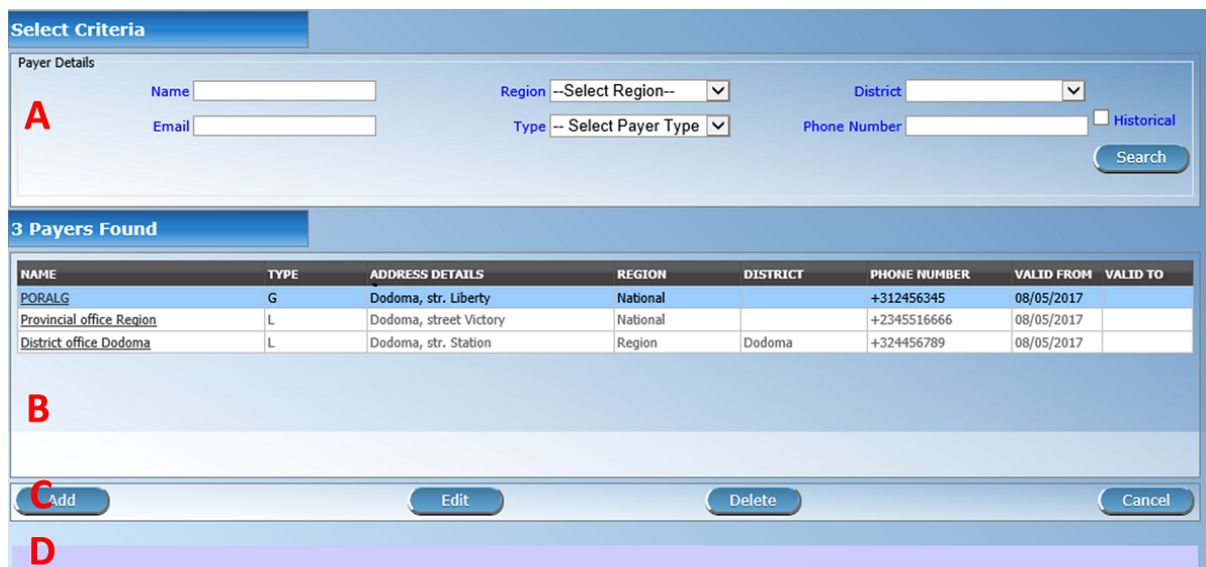 Select Criteria
Payer Details
Name Region --Select Region-- District
A
Email Type -- Select Payer Type Phone Number Historical
Search
3 Payers Found
NAME TYPE ADDRESS DETAILS REGION DISTRICT PHONE NUMBER VALID FROM VALID TO
PORALG G Dodoma, str. Liberty National +312456345 08/05/2017
Provincial office Region L Dodoma, street Victory National +2345516666 08/05/2017
District office Dodoma L Dodoma, str. Station Region Dodoma +324456789 08/05/2017
B
C Add Edit Delete Cancel
D